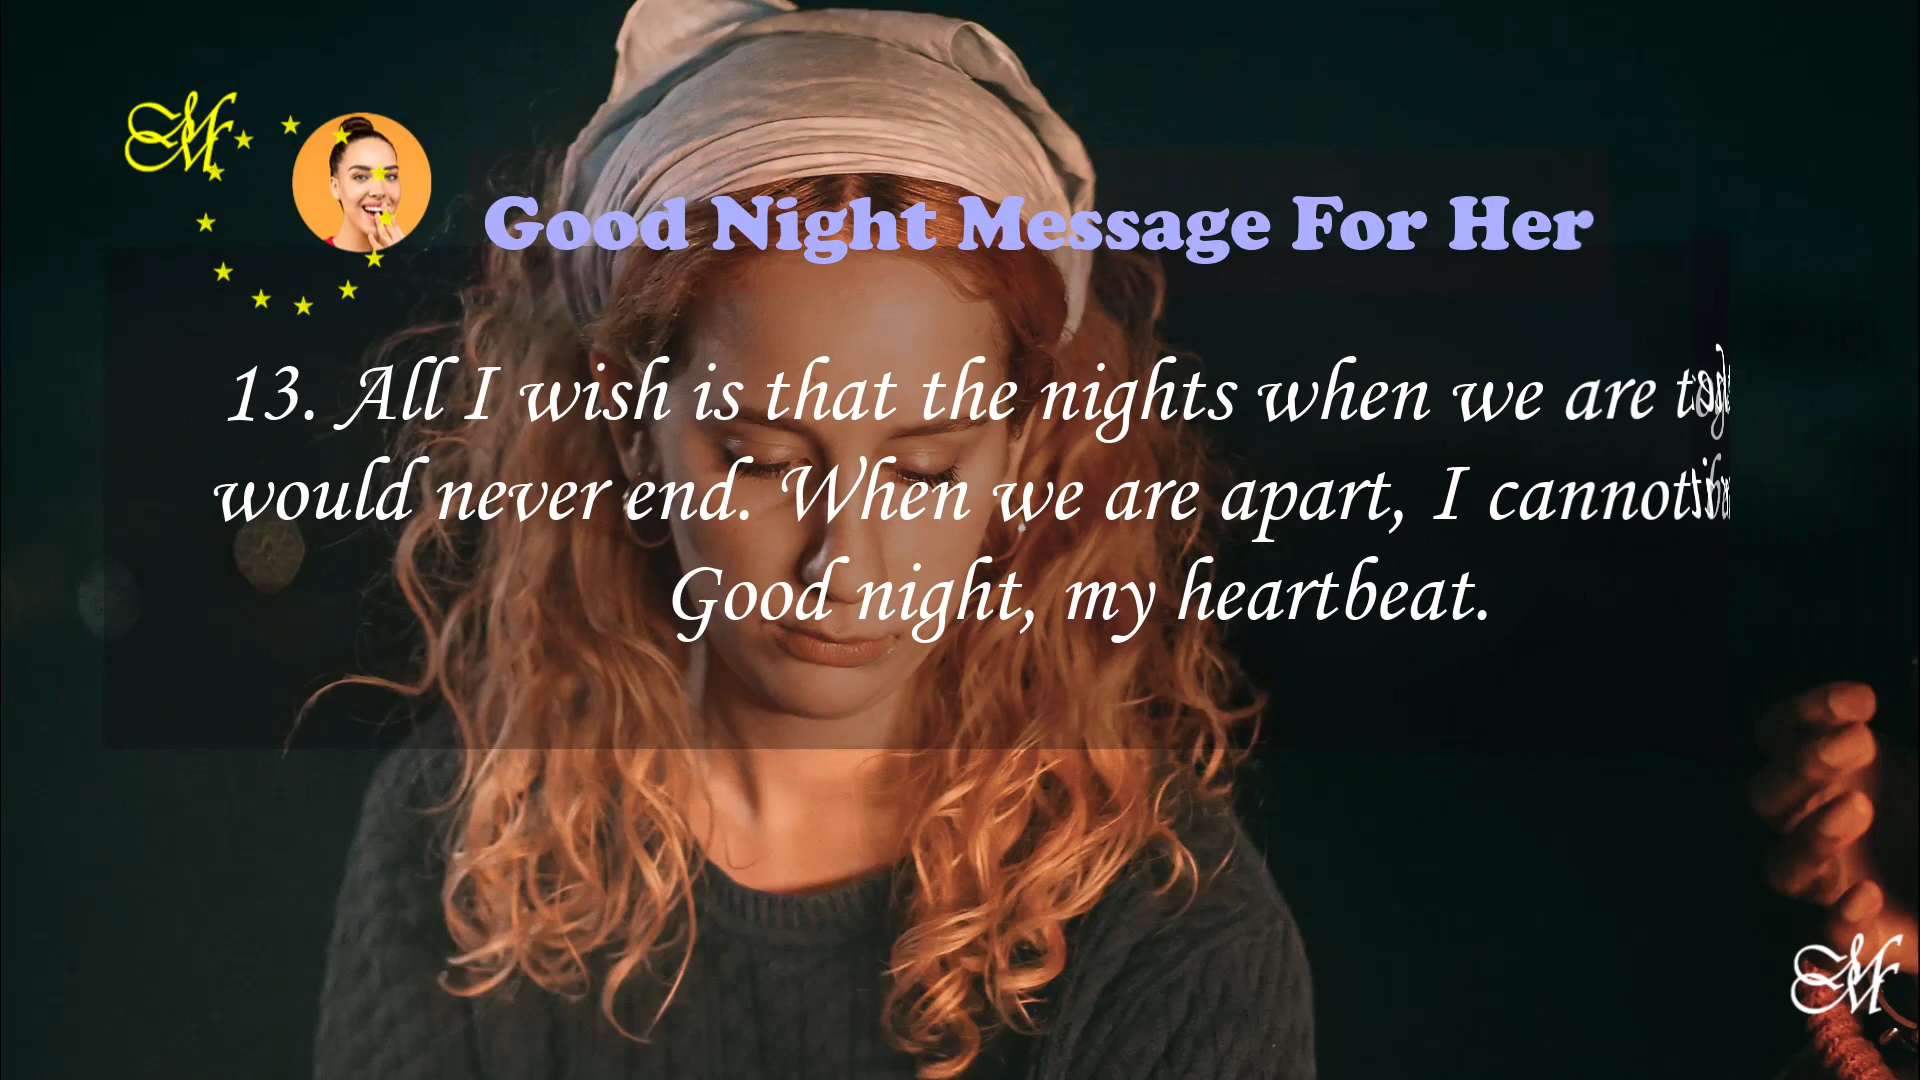 Good Night Message For Her
13. All I wish is that the nights when we are
would never end. When we are apart, I cannot
Good night, my heartbeat.